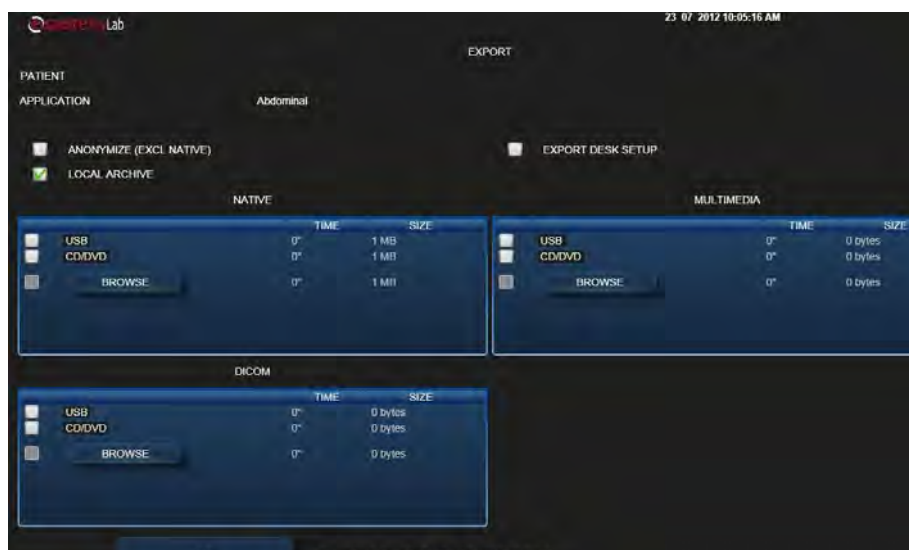 Lab
23 07 2012 10:05:16 AM
EXPORT
PATIENT
APPLICATION Abdominal
ANONYMIZE (EXCL NATIVE) EXPORT DESK SETUP
LOCAL ARCHIVE
NATIVE MULTIMEDIA
TIME SIZE TIME SIZE
USB 0" 1 MB USB 0" 0 bytes
CD/DVD 0" 1 MB CD/DVD 0" 0 bytes
BROWSE 0" 1 MB BROWSE 0" 0 bytes
DICOM
TIME SIZE
USB 0" 0 bytes
CD/DVD 0" 0 bytes
BROWSE 0" 0 bytes